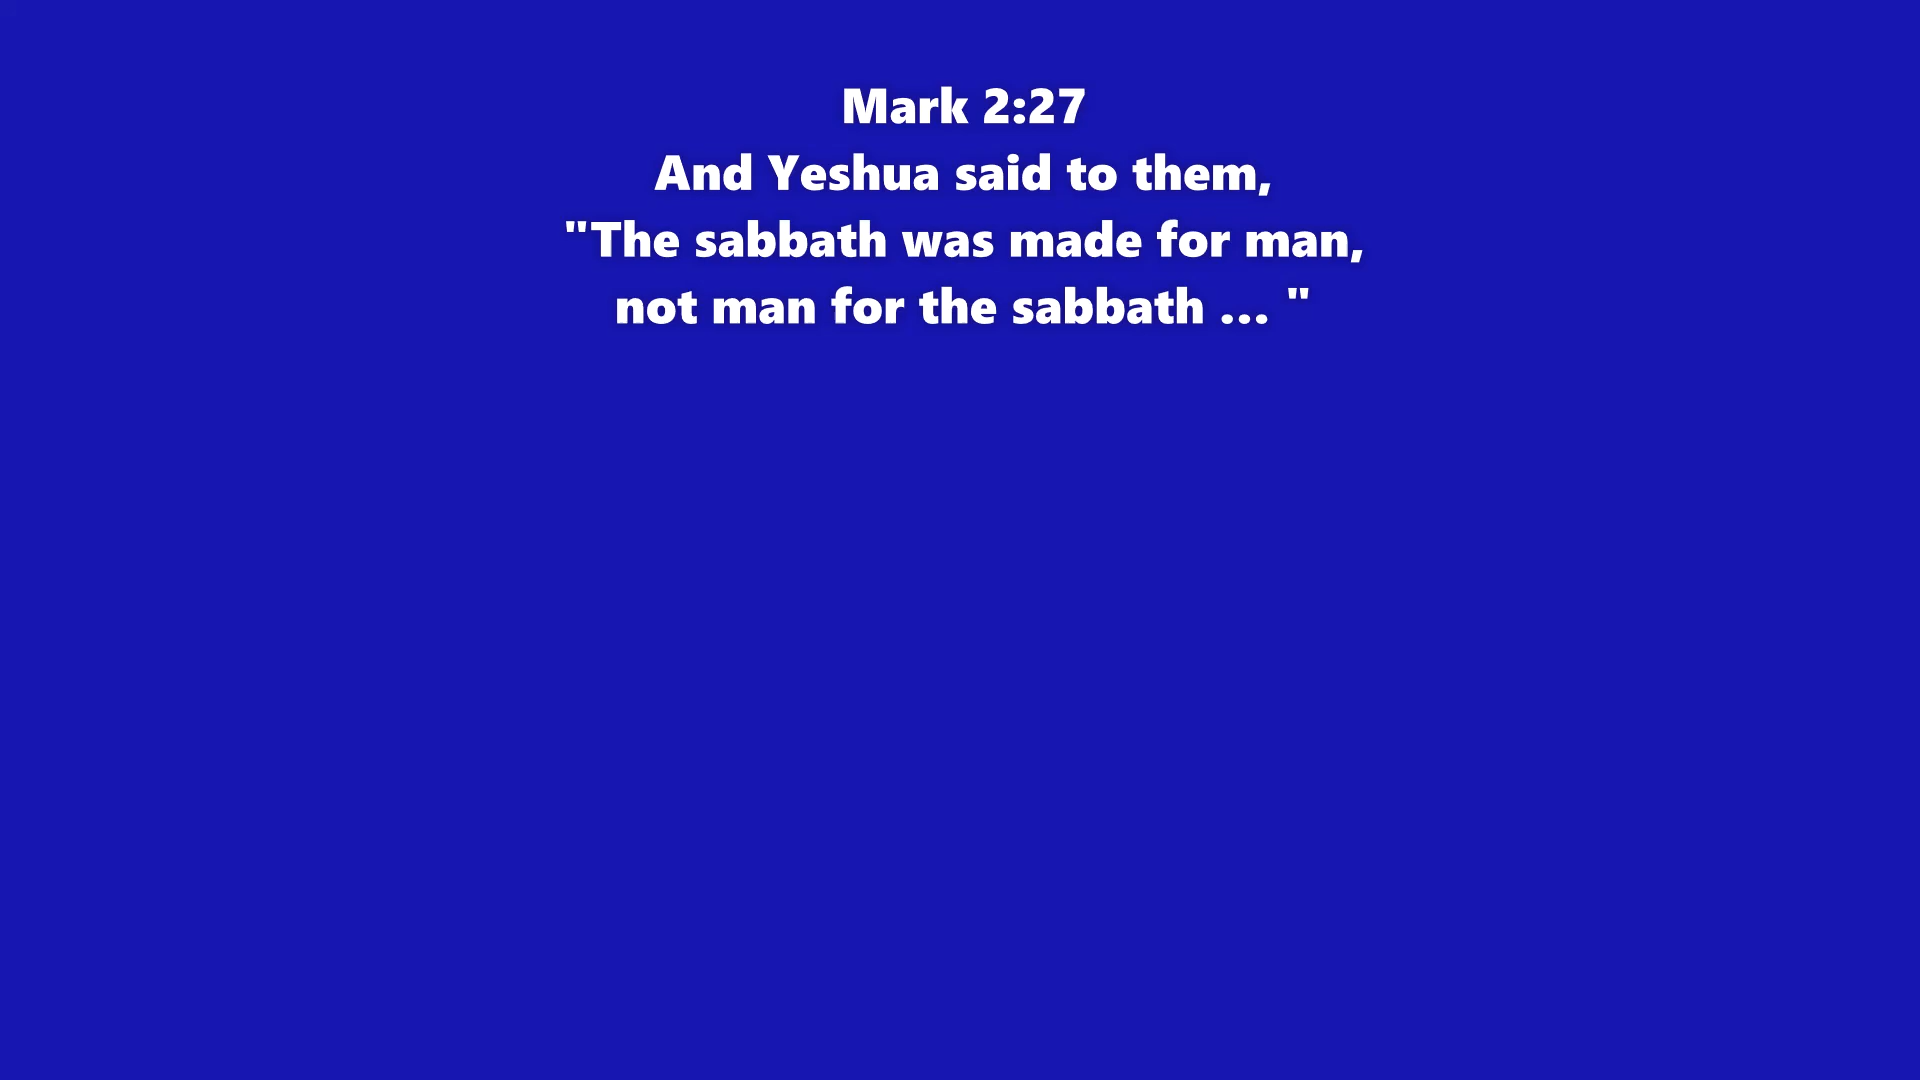 Mark 2:27
And Yeshua said to them,
"The sabbath was made for man,
not man for the sabbath ... "